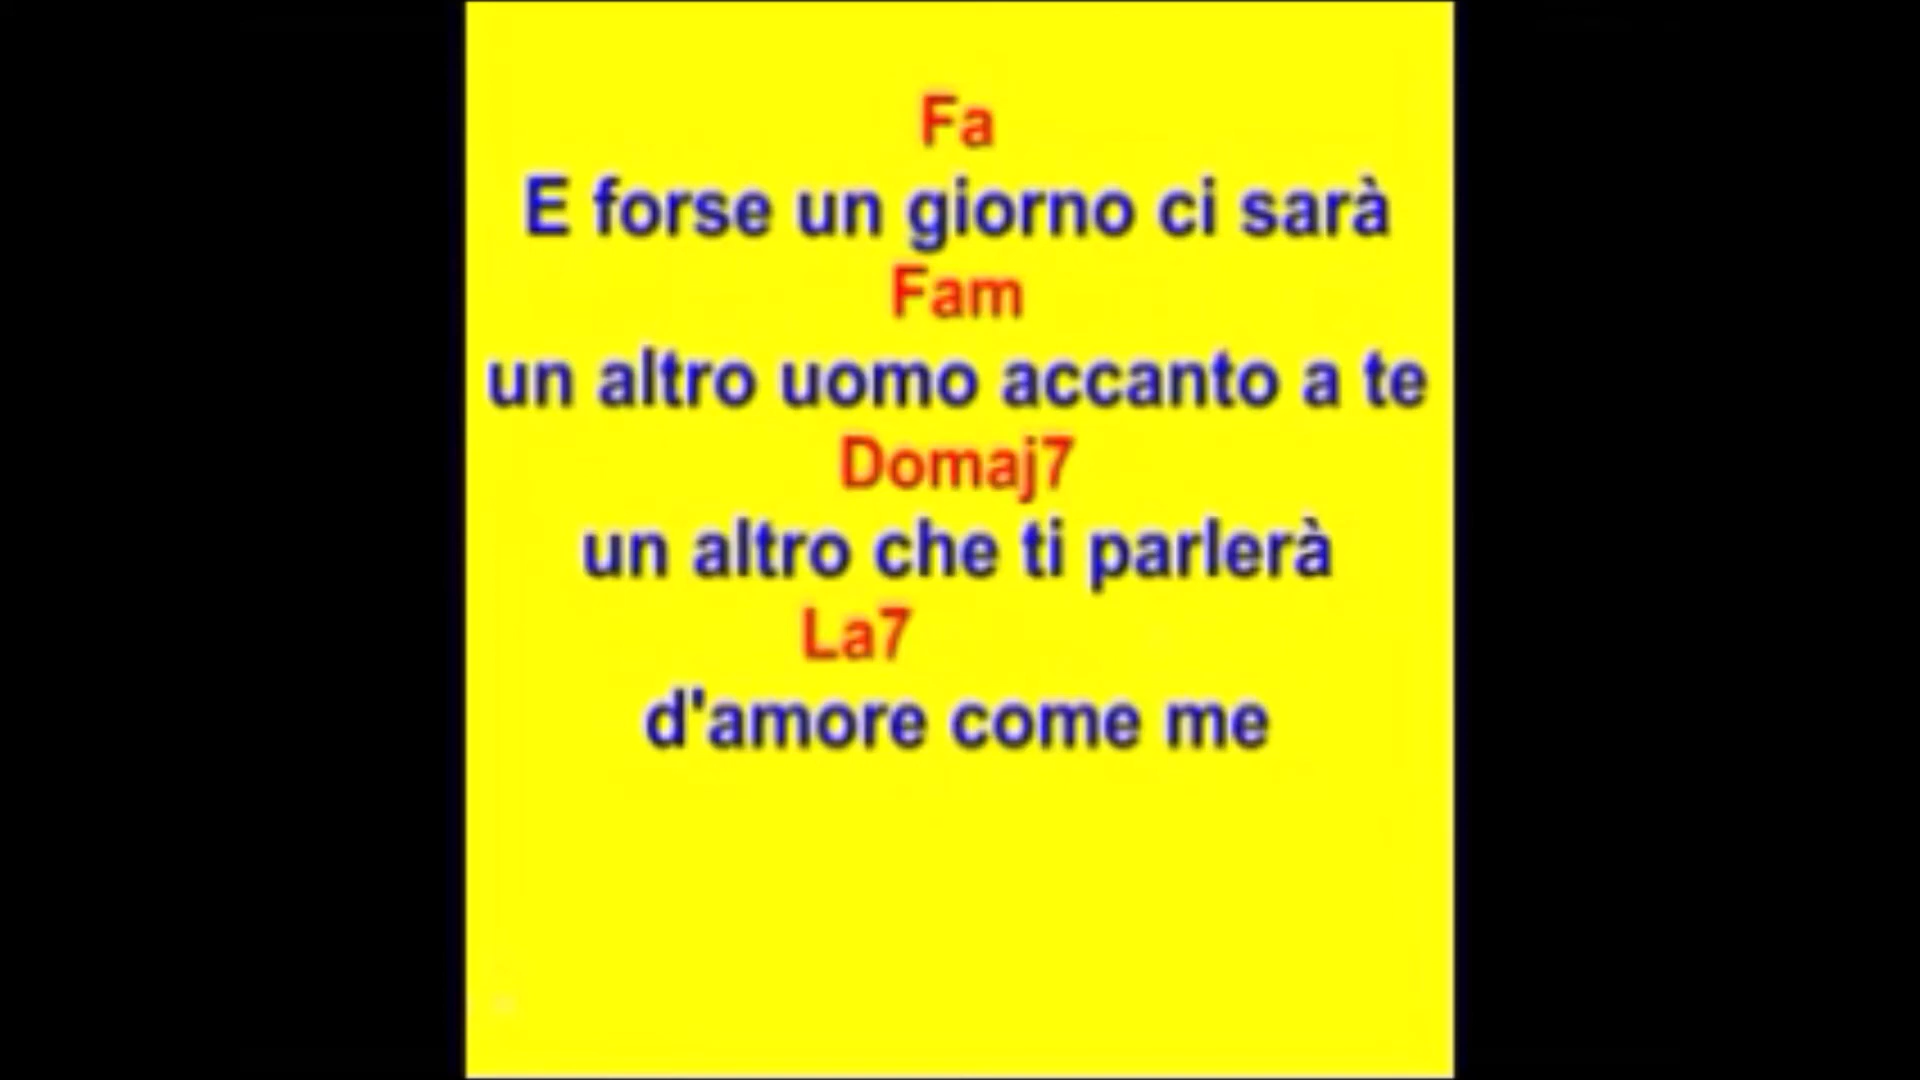 Fa
E forse un giorno ci sarà
Fam
un altro uomo accanto a te
Domaj7
un altro che ti parlerà
La7
d'amore come me